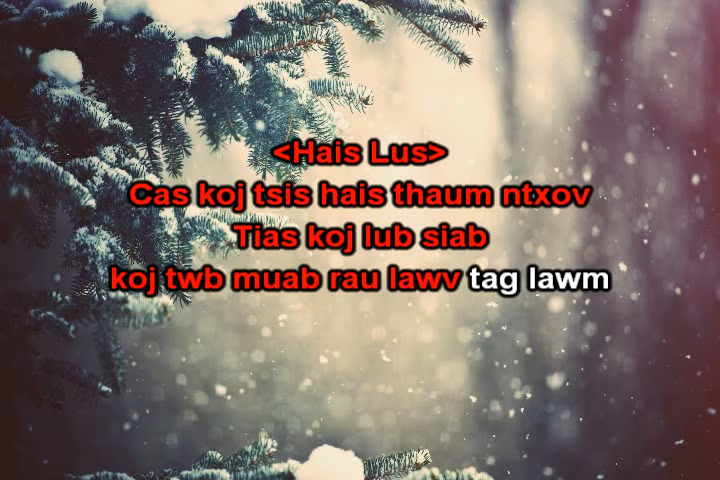 <Hais Lus>
Cas koj tsis hais thaum ntxov
Tias koj lub siab
koj twb muab rau lawv tag lawm